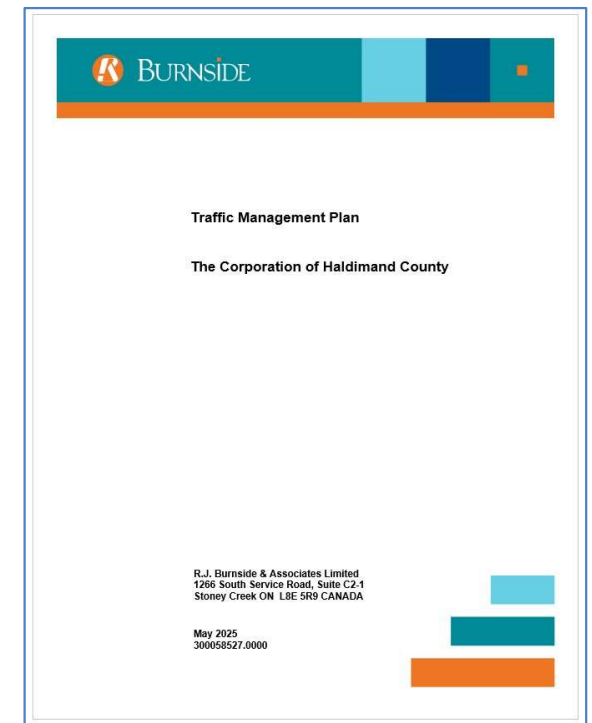 BURNSIDE
Traffic Management Plan
The Corporation of Haldimand County
R.J. Burnside & Associates Limited
1266 South Service Road, Suite C2-1
Stoney Creek ON L8E 5R9 CANADA
May 2025
300058527.0000